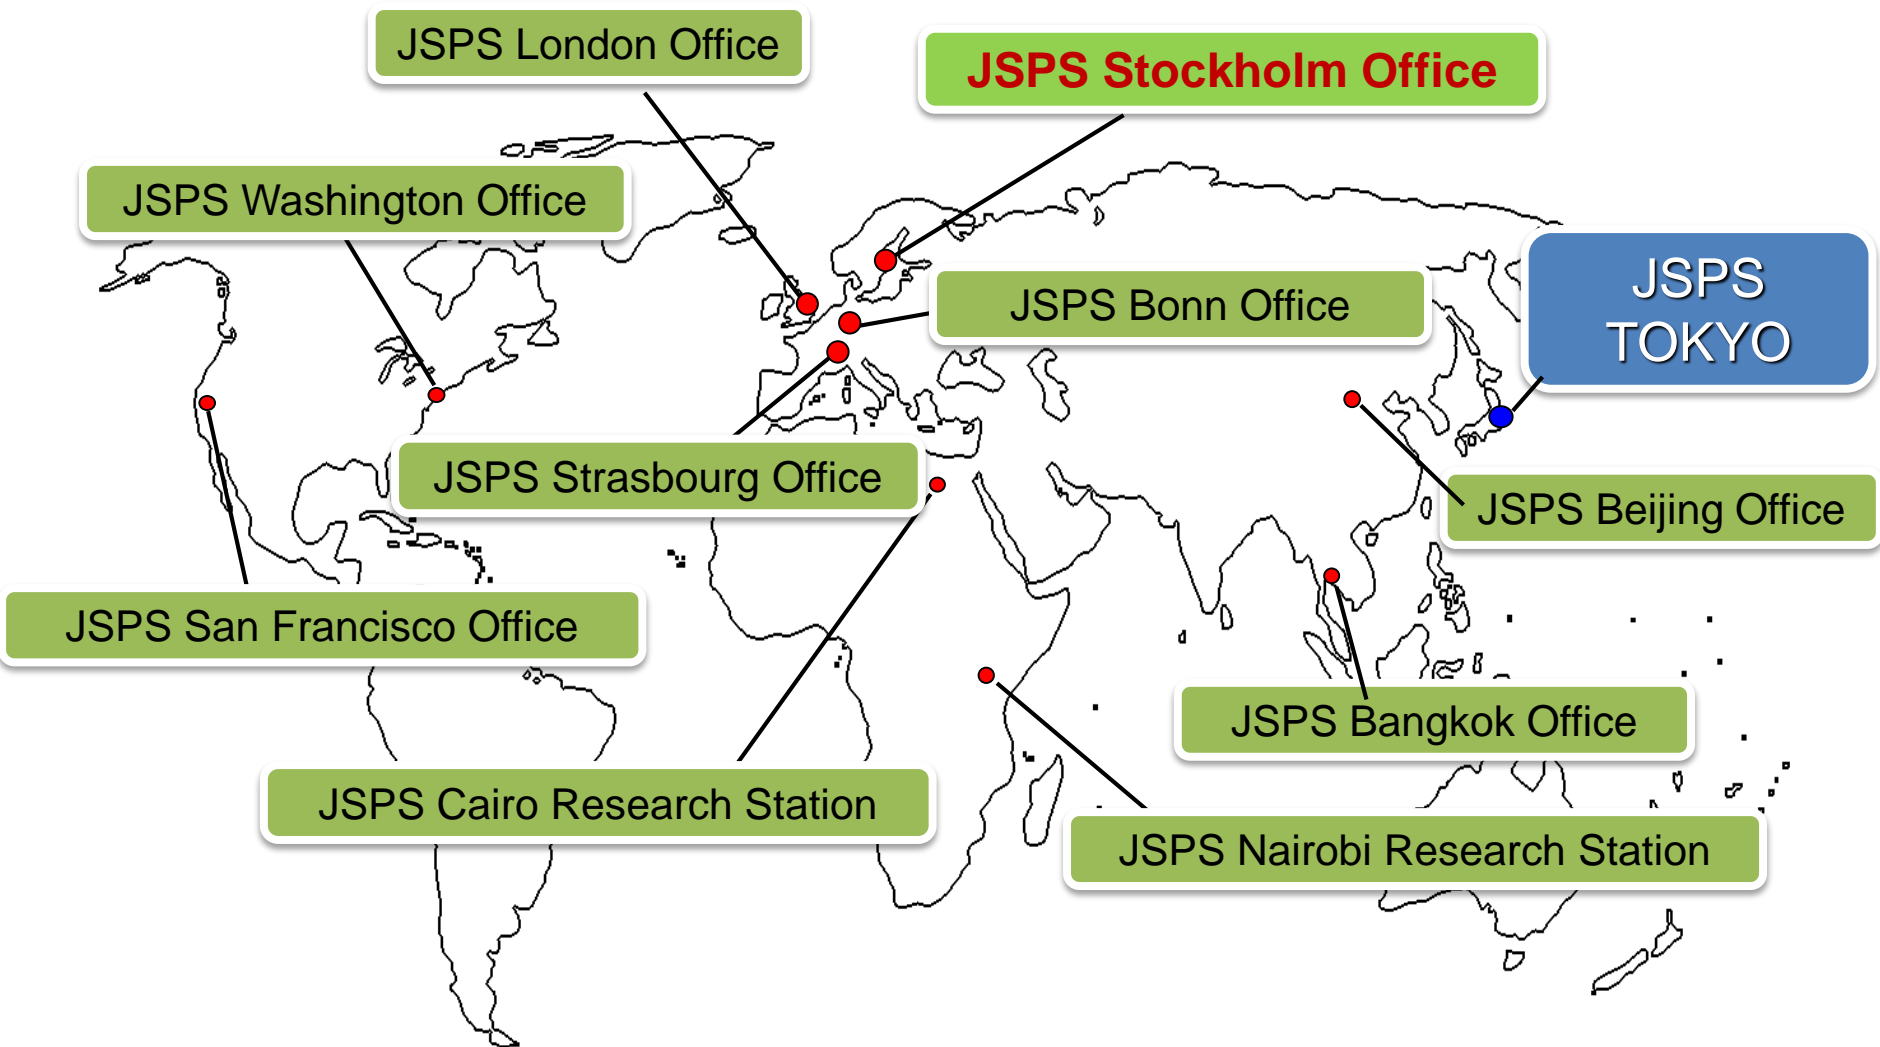 JSPS London Office
JSPS Stockholm Office
JSPS Washington Office
JSPS
TOKYO
JSPS Bonn Office
JSPS Strasbourg Office
JSPS Beijing Office
JSPS San Francisco Office
JSPS Bangkok Office
JSPS Cairo Research Station
JSPS Nairobi Research Station